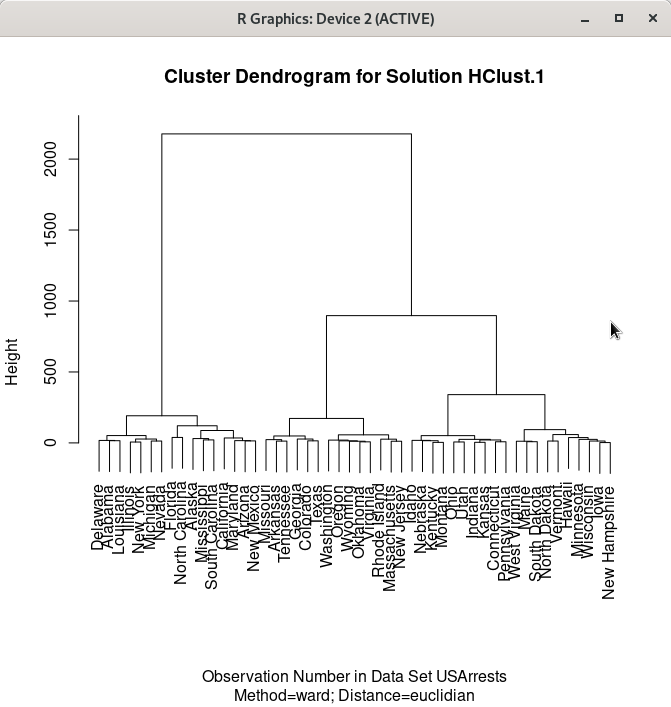 R Graphics: Device 2 (ACTIVE)
Cluster Dendrogram for Solution HClust.1
Height
2000
1500
1000
500
0
Delaware
Alabama
Louisiana
Illinois
New York
Michigan
Nevada
Florida
North Carolina
Alaska
Mississippi
South Carolina
California
Maryland
Arizona
New Mexico
Missouri
Arkansas
Tennessee
Georgia
Colorado
Texas
Washington
Oregon
Wyoming
Oklahoma
Virginia
Rhode Island
Massachusetts
New Jersey
Idaho
Nebraska
Kentucky
Montana
Ohio
Utah
Indiana
Kansas
Connecticut
Pennsylvania
West Virginia
Maine
South Dakota
North Dakota
Vermont
Hawaii
Minnesota
Wisconsin
Iowa
New Hampshire
Observation Number in Data Set USArrests
Method=ward; Distance=euclidian